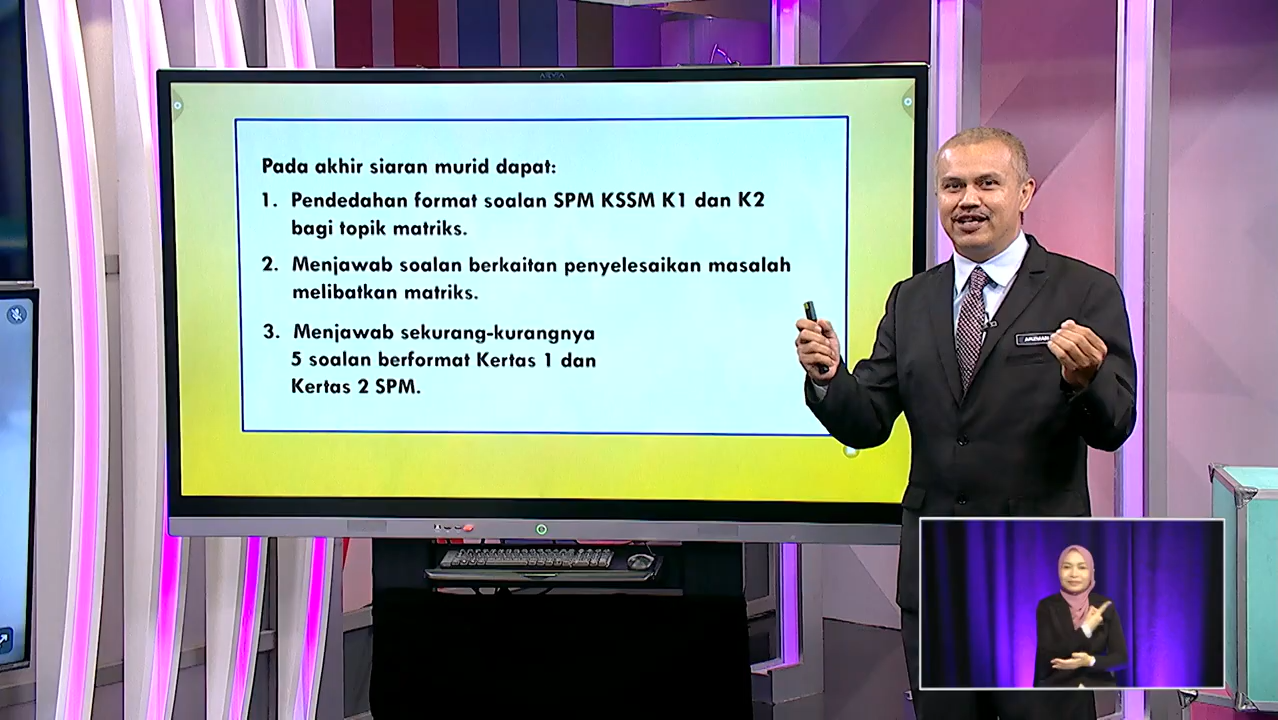 Pada akhir siaran murid dapat:
1. Pendedahan format soalan SPM KSSM K1 dan K2
bagi topik matriks.
2. Menjawab soalan berkaitan penyelesaikan masalah
melibatkan matriks.
3. Menjawab sekurang-kurangnya
5 soalan berformat Kertas 1 dan
Kertas 2 SPM.